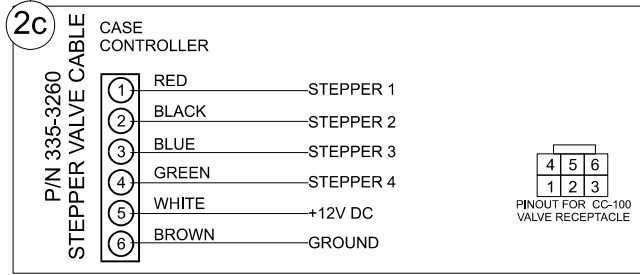 2c
P/N 335-3260
STEPPER VALVE CABLE
CASE
CONTROLLER
1 RED STEPPER 1
2 BLACK STEPPER 2
3 BLUE STEPPER 3
4 GREEN STEPPER 4
5 WHITE +12V DC
6 BROWN GROUND
4 5 6
1 2 3
PINOUT FOR CC-100
VALVE RECEPTACLE